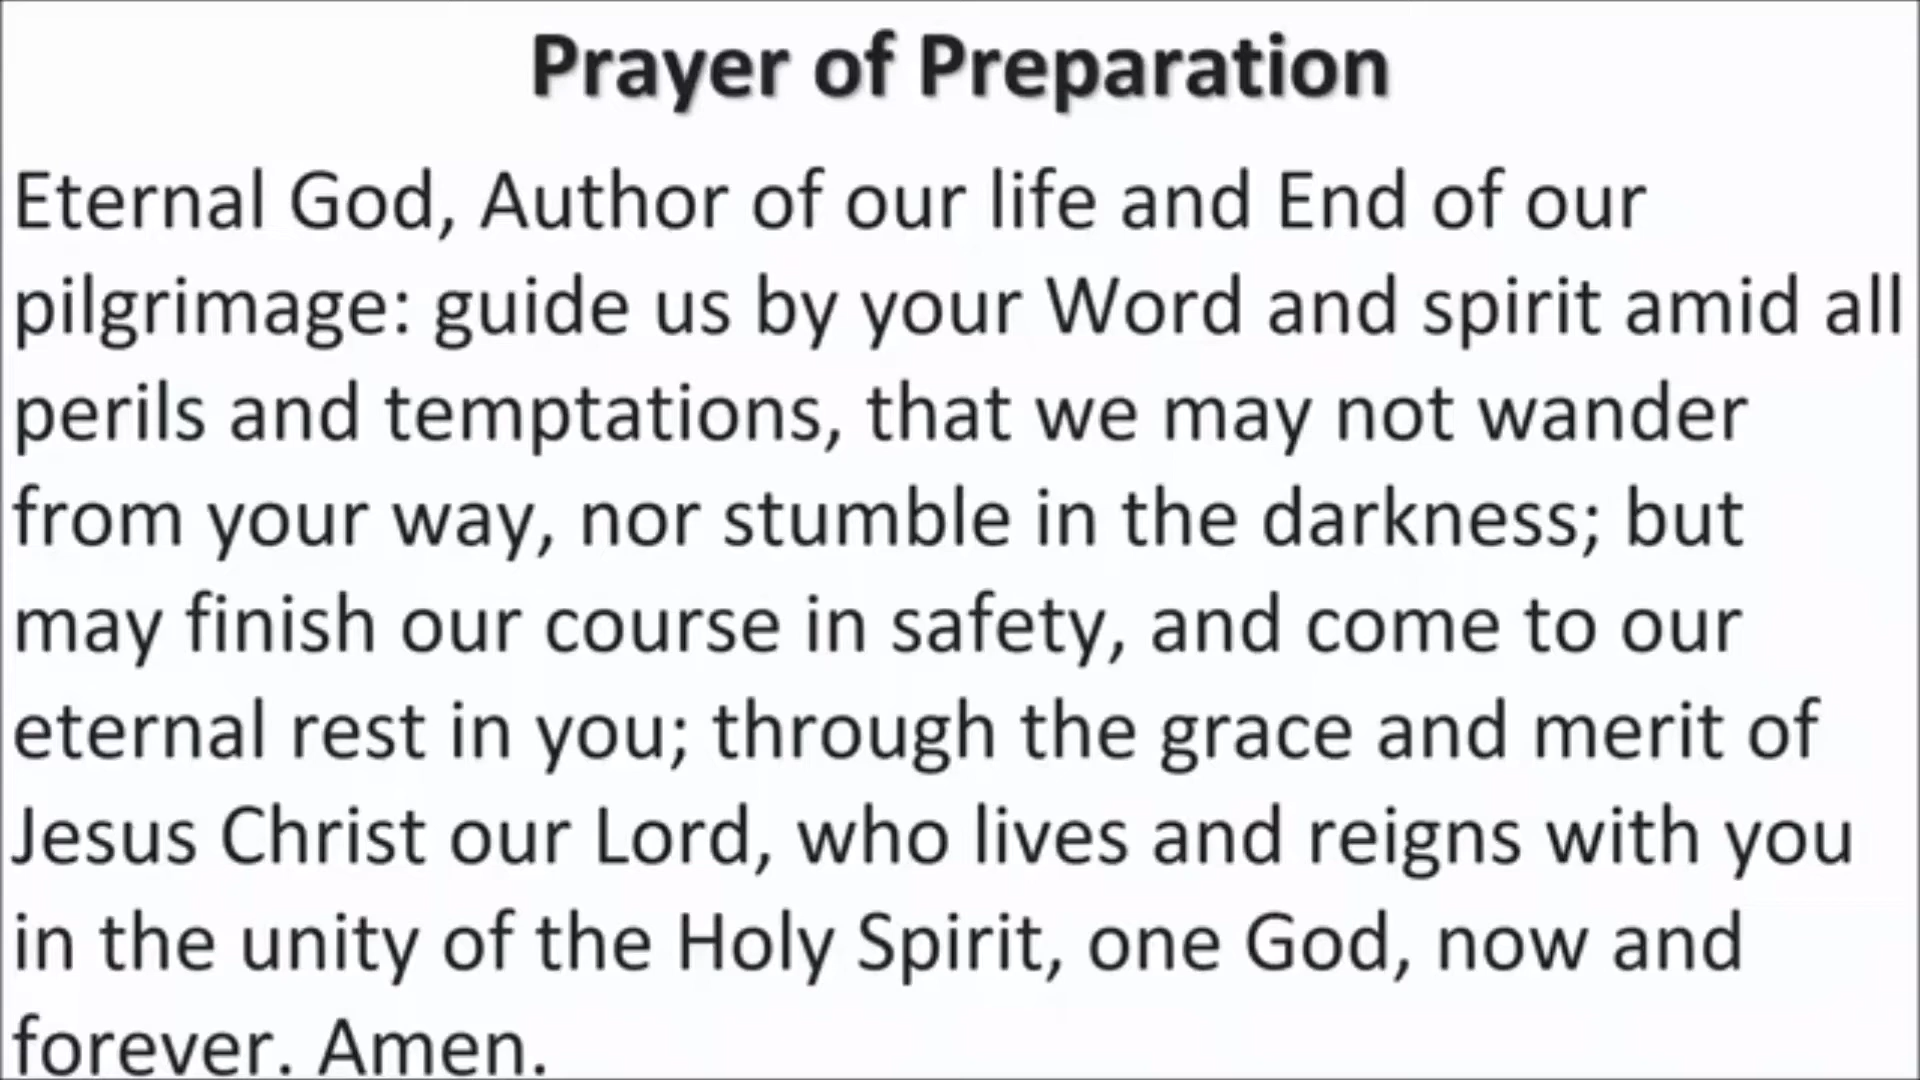 Prayer of Preparation
Eternal God, Author of our life and End of our
pilgrimage: guide us by your Word and spirit amid all
perils and temptations, that we may not wander
from your way, nor stumble in the darkness; but
may finish our course in safety, and come to our
eternal rest in you; through the grace and merit of
Jesus Christ our Lord, who lives and reigns with you
in the unity of the Holy Spirit, one God, now and
forever. Amen.